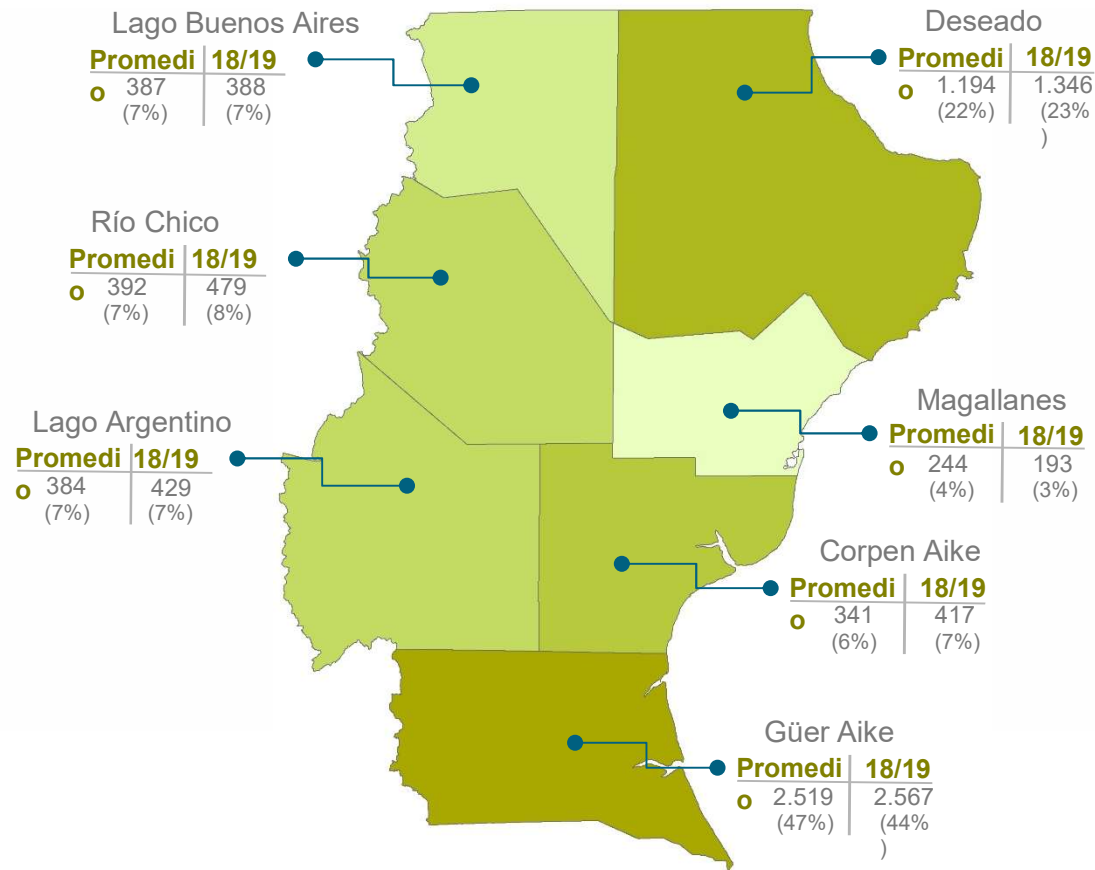 Lago Buenos Aires
Promedi 18/19
o 387 388
(7%) (7%)
Deseado
Promedi 18/19
o 1.194 1.346
(22%) (23%
)
Río Chico
Promedi 18/19
o 392 479
(7%) (8%)
Lago Argentino
Promedi 18/19
o 384 429
(7%) (7%)
Magallanes
Promedi 18/19
o 244 193
(4%) (3%)
Corpen Aike
Promedi 18/19
o 341 417
(6%) (7%)
Güer Aike
Promedi 18/19
o 2.519 2.567
(47%) (44%
)